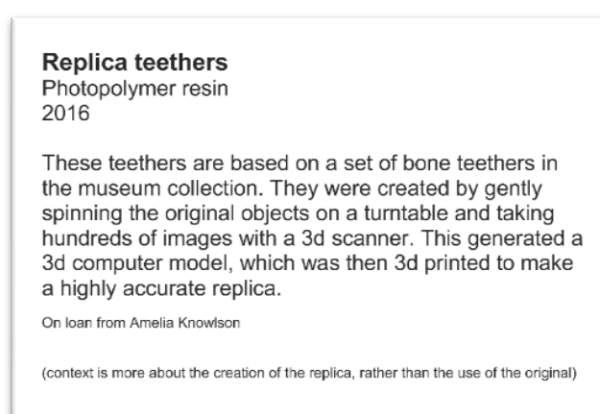 Replica teethers
Photopolymer resin
2016
These teethers are based on a set of bone teethers in
the museum collection. They were created by gently
spinning the original objects on a turntable and taking
hundreds of images with a 3d scanner. This generated a
3d computer model, which was then 3d printed to make
a highly accurate replica.
On loan from Amelia Knowlson
(context is more about the creation of the replica, rather than the use of the original)